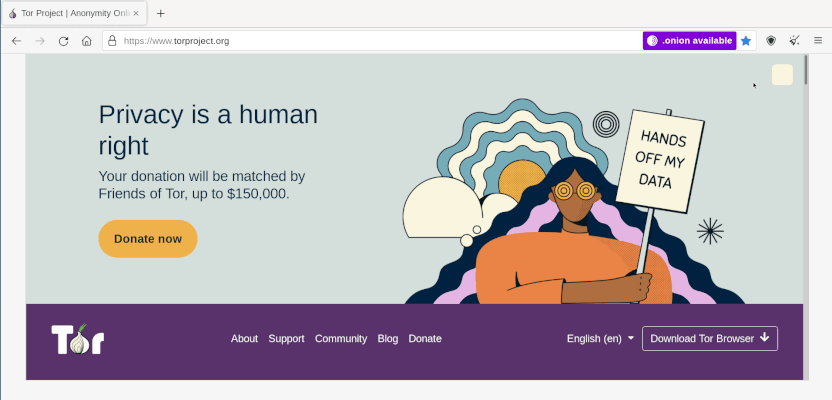 Tor Project | Anonymity Onli
https://www.torproject.org
.onion available
Privacy is a human
right
Your donation will be matched by
Friends of Tor, up to $150,000.
Donate now
HANDS
OFF MY
DATA
Tor
About Support Community Blog Donate
English (en)
Download Tor Browser